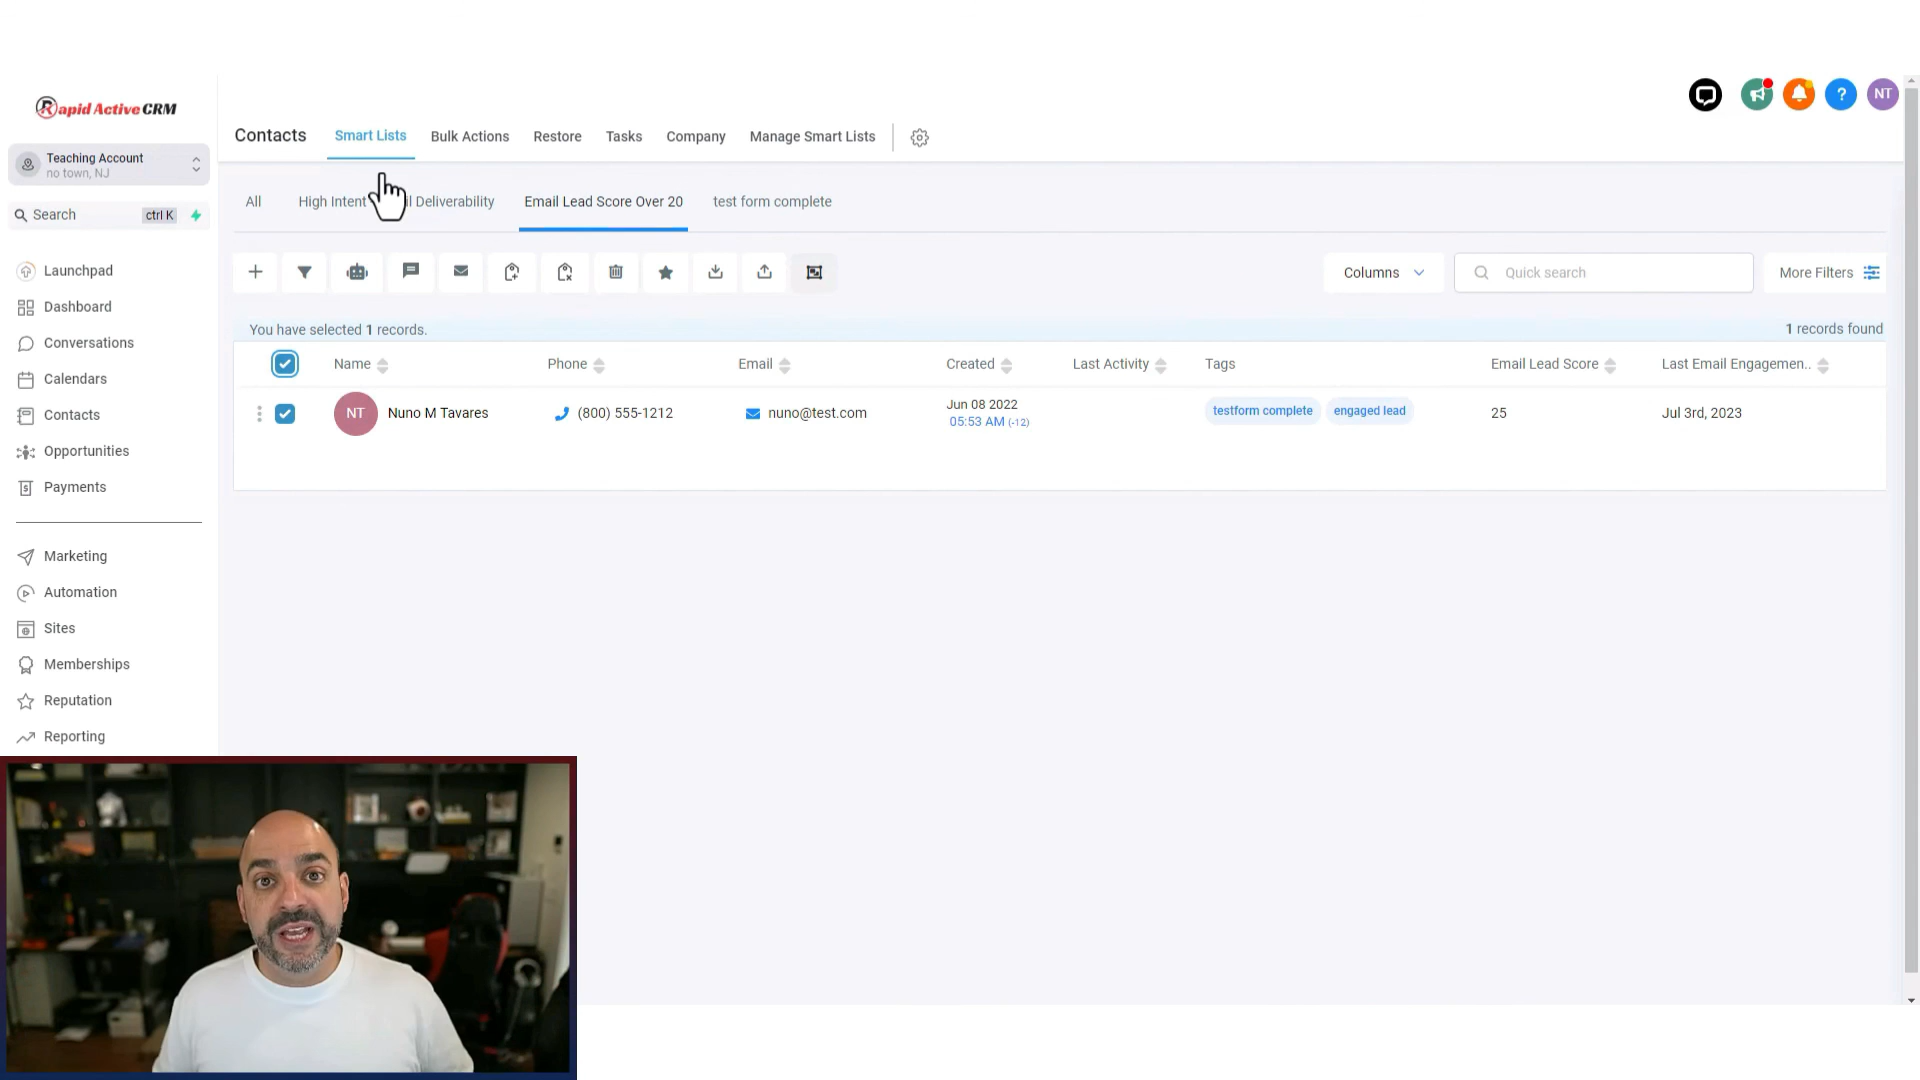 Rapid Active CRM
Teaching Account
no town, NJ
Search
ctrl K
Launchpad
Dashboard
Conversations
Calendars
Contacts
Opportunities
Payments
Marketing
Automation
Sites
Memberships
Reputation
Reporting
Contacts
Smart Lists
Bulk Actions
Restore
Tasks
Company
Manage Smart Lists
?
NT
All
High Intent
l Deliverability
Email Lead Score Over 20
test form complete
Columns
Quick search
More Filters
You have selected 1 records.
1 records found
Name
Phone
Email
Created
Last Activity
Tags
Email Lead Score
Last Email Engagemen..
NT
Nuno M Tavares
(800) 555-1212
nuno@test.com
Jun 08 2022
05:53 AM (-12)
testform complete
engaged lead
25
Jul 3rd, 2023